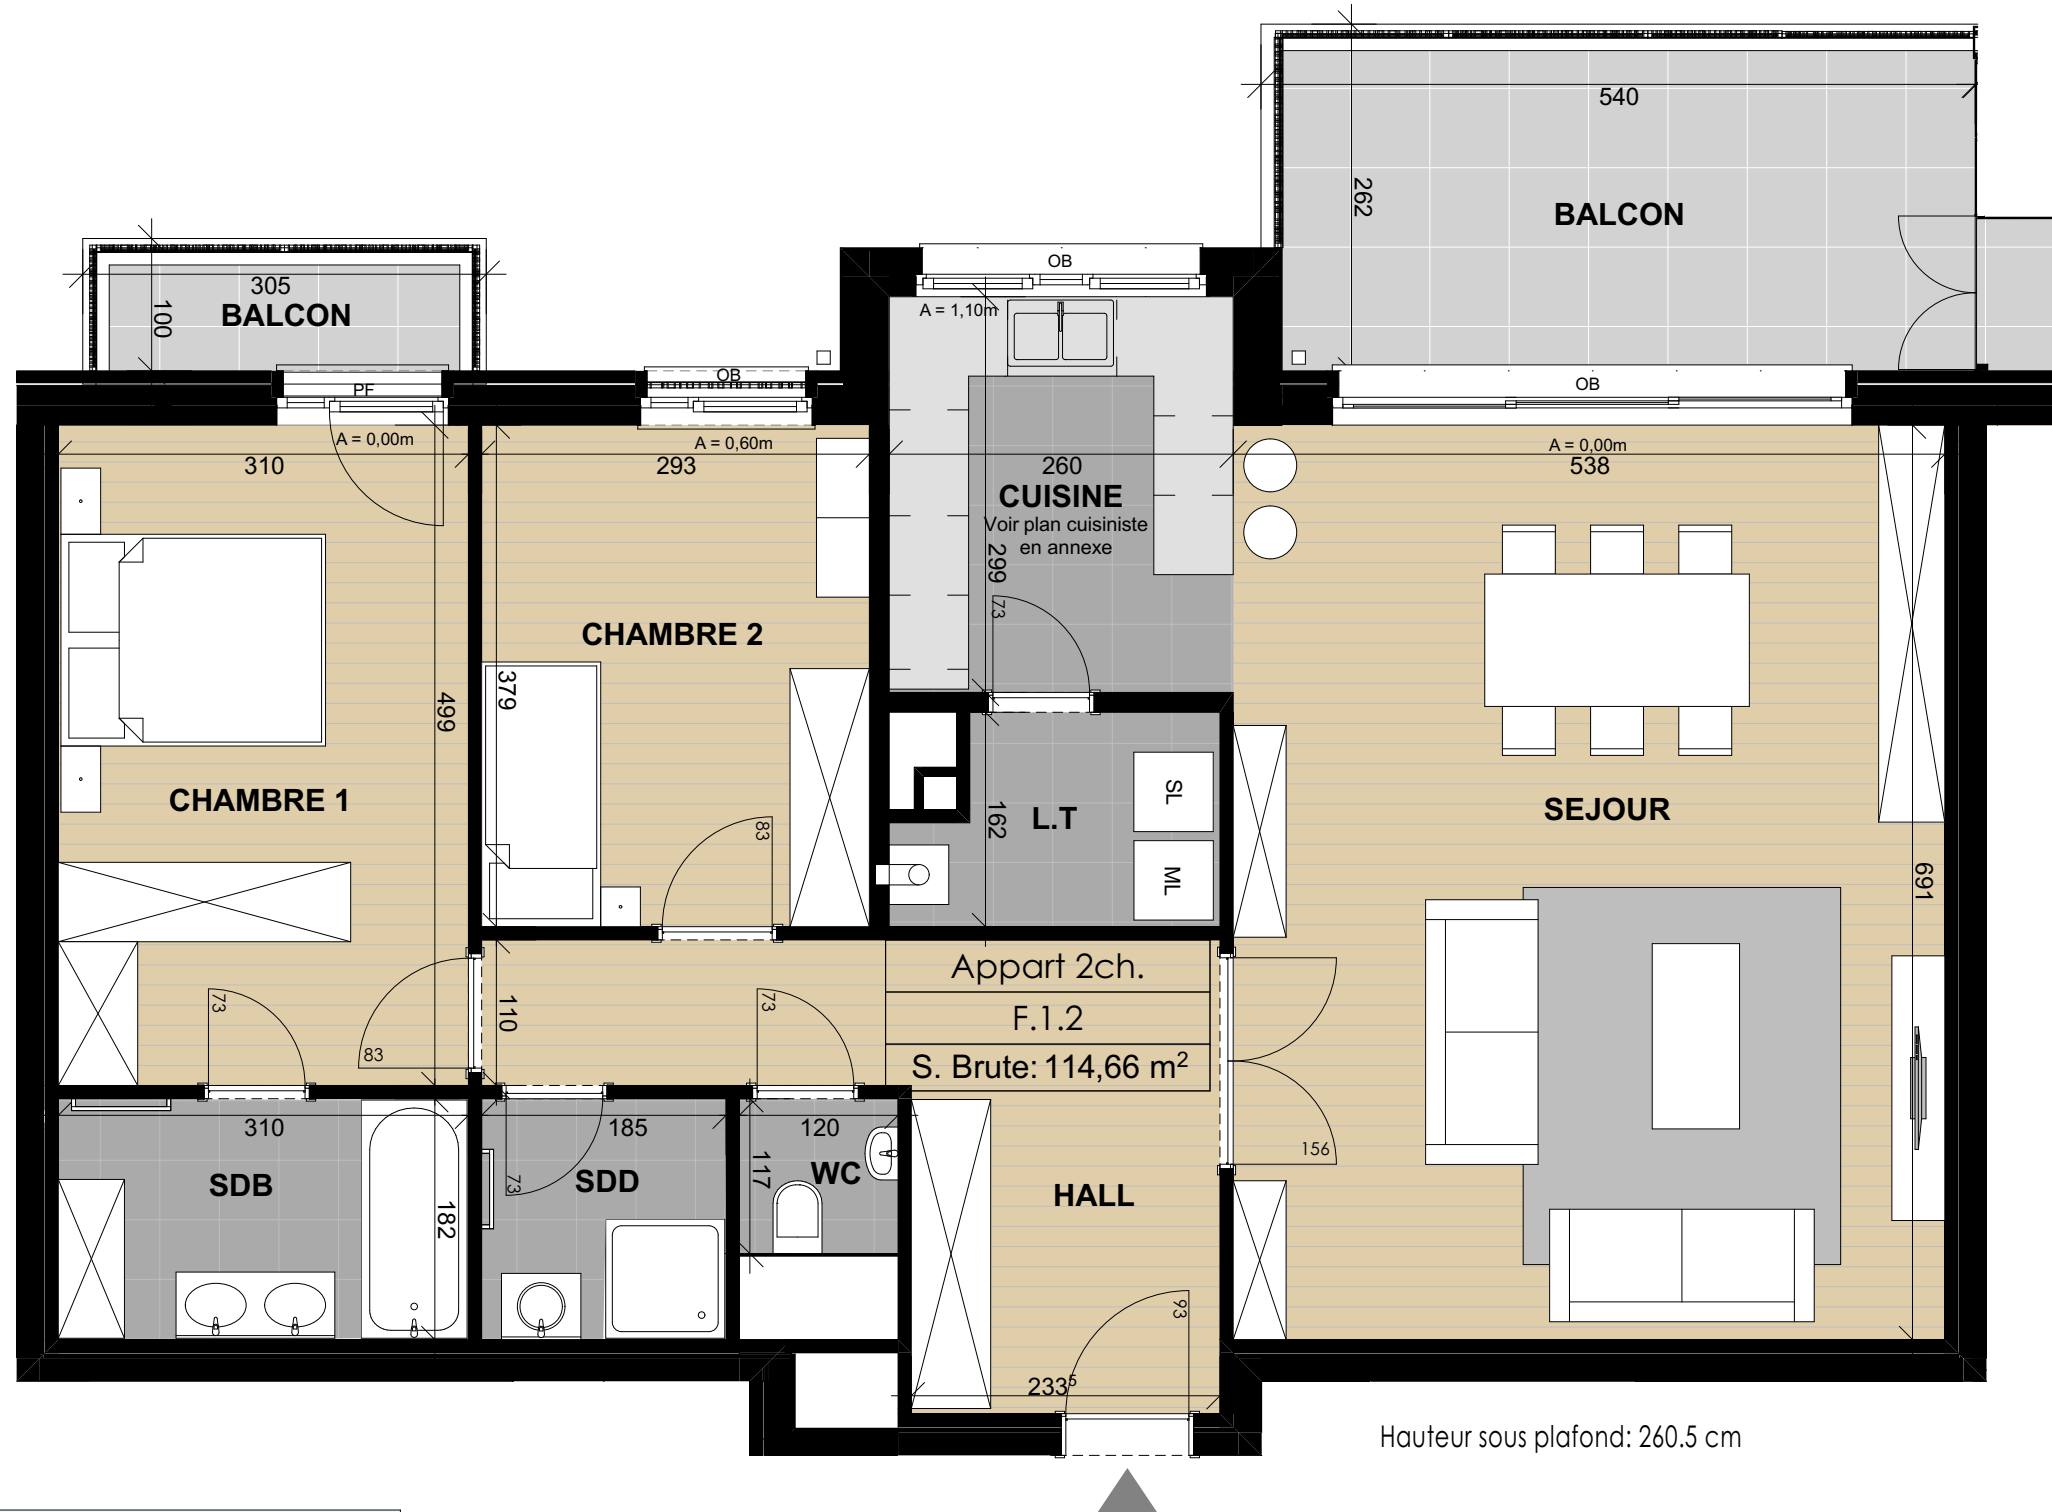 540
262
BALCON
305
100
BALCON
OB
A = 1,10m
PF
OB
OB
A = 0,00m
A = 0,60m
A = 0,00m
310
293
260
538
CUISINE
Voir plan cuisiniste
en annexe
299
73
CHAMBRE 2
379
499
CHAMBRE 1
SEJOUR
SL
L.T
162
83
ML
691
Appart 2ch.
F.1.2
S. Brute: 114,66 m²
73
110
73
83
310
185
120
156
117
WC
SDB
SDD
73
182
HALL
93
233⁵
Hauteur sous plafond: 260.5 cm